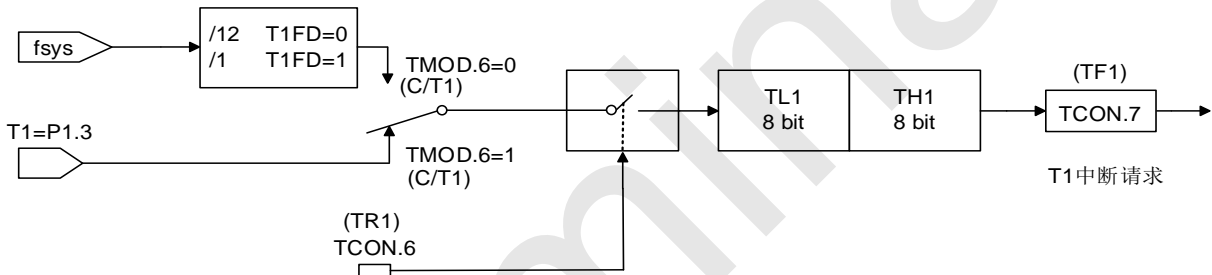 fsys
/12 T1FD=0
/1 T1FD=1
TMOD.6=0
(C/T1)
T1=P1.3
TMOD.6=1
(C/T1)
(TR1)
TCON.6
TL1
8 bit
TH1
8 bit
(TF1)
TCON.7
T1中断请求